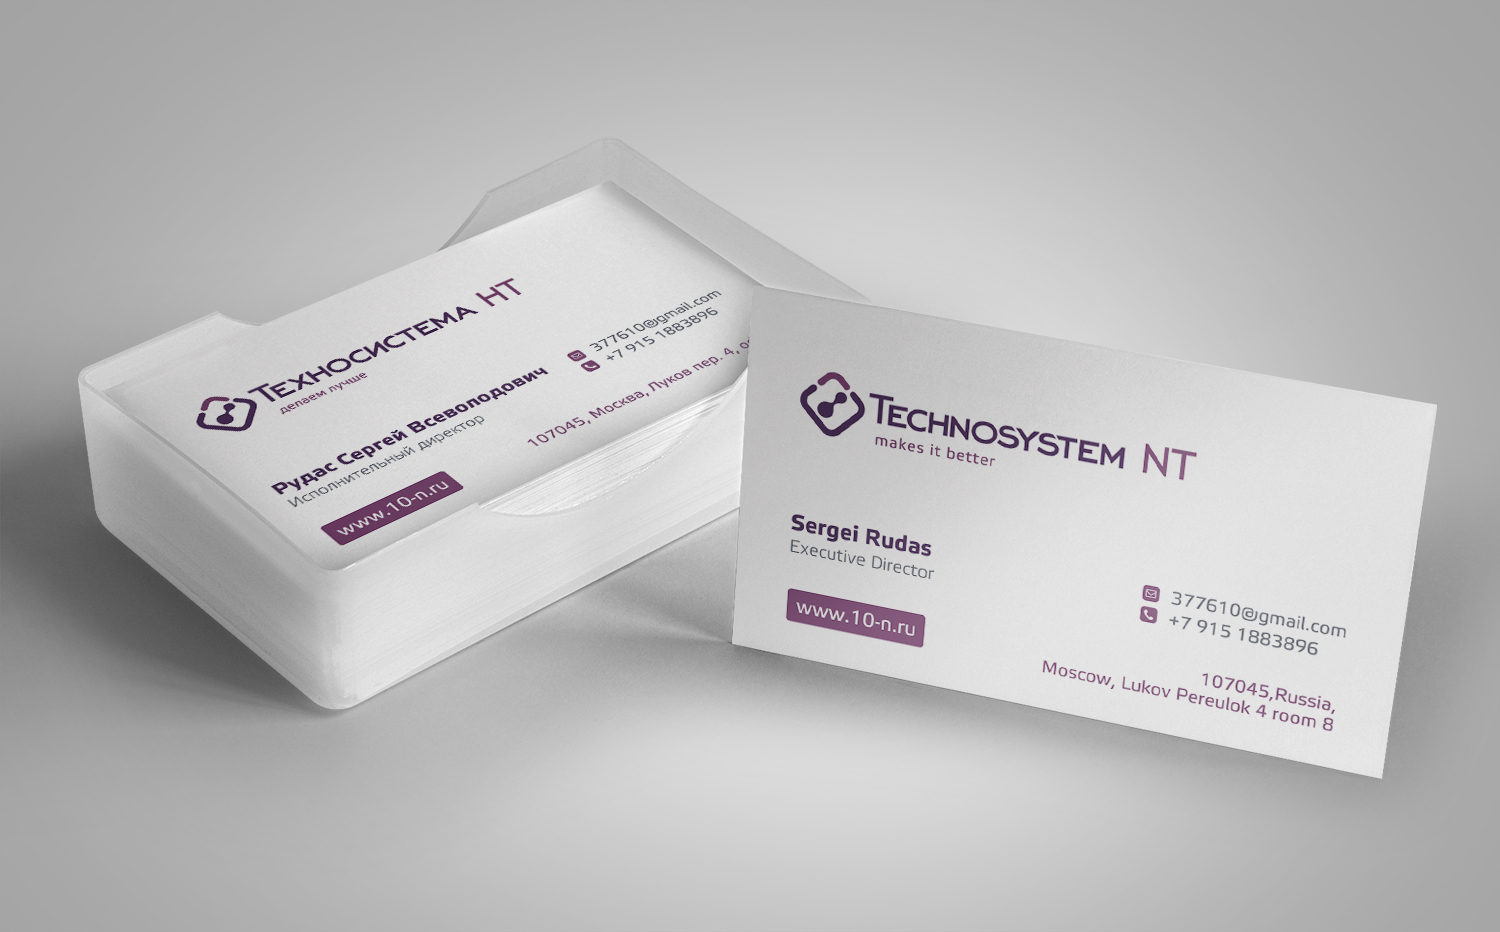 ТЕХНОСИСТЕМА НТ
делаем лучше
377610@gmail.com
+7 915 1883896
Рудас Сергей Всеволодович
Исполнительный директор
107045, Москва, Луков пер. 4,
www.10-n.ru
TECHNOSYSTEM NT
makes it better
Sergei Rudas
Executive Director
www.10-n.ru
377610@gmail.com
+7 915 1883896
107045,Russia,
Moscow, Lukov Pereulok 4 room 8